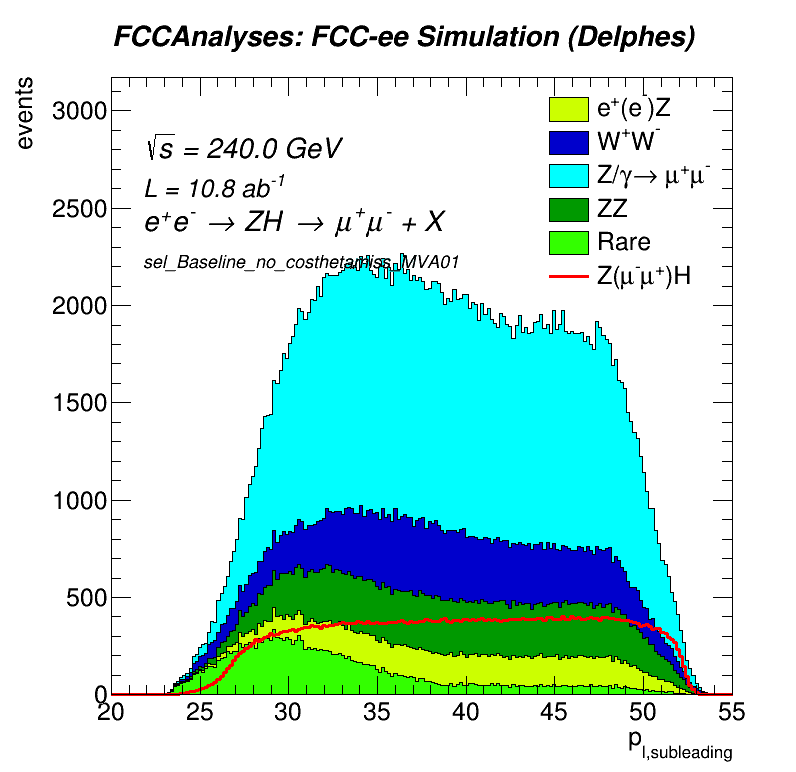 FCCAnalyses: FCC-ee Simulation (Delphes)
events
3000
2500
2000
1500
1000
500
0
√s = 240.0 GeV
L = 10.8 ab⁻¹
e⁺e⁻ → ZH → μ⁺μ⁻ + X
sel_Baseline_no_costhetamiss_MVA01
e⁺(e⁻)Z
W⁺W⁻
Z/γ→ μ⁺μ⁻
ZZ
Rare
Z(μ⁻μ⁺)H
20 25 30 35 40 45 50 55
p_l,subleading